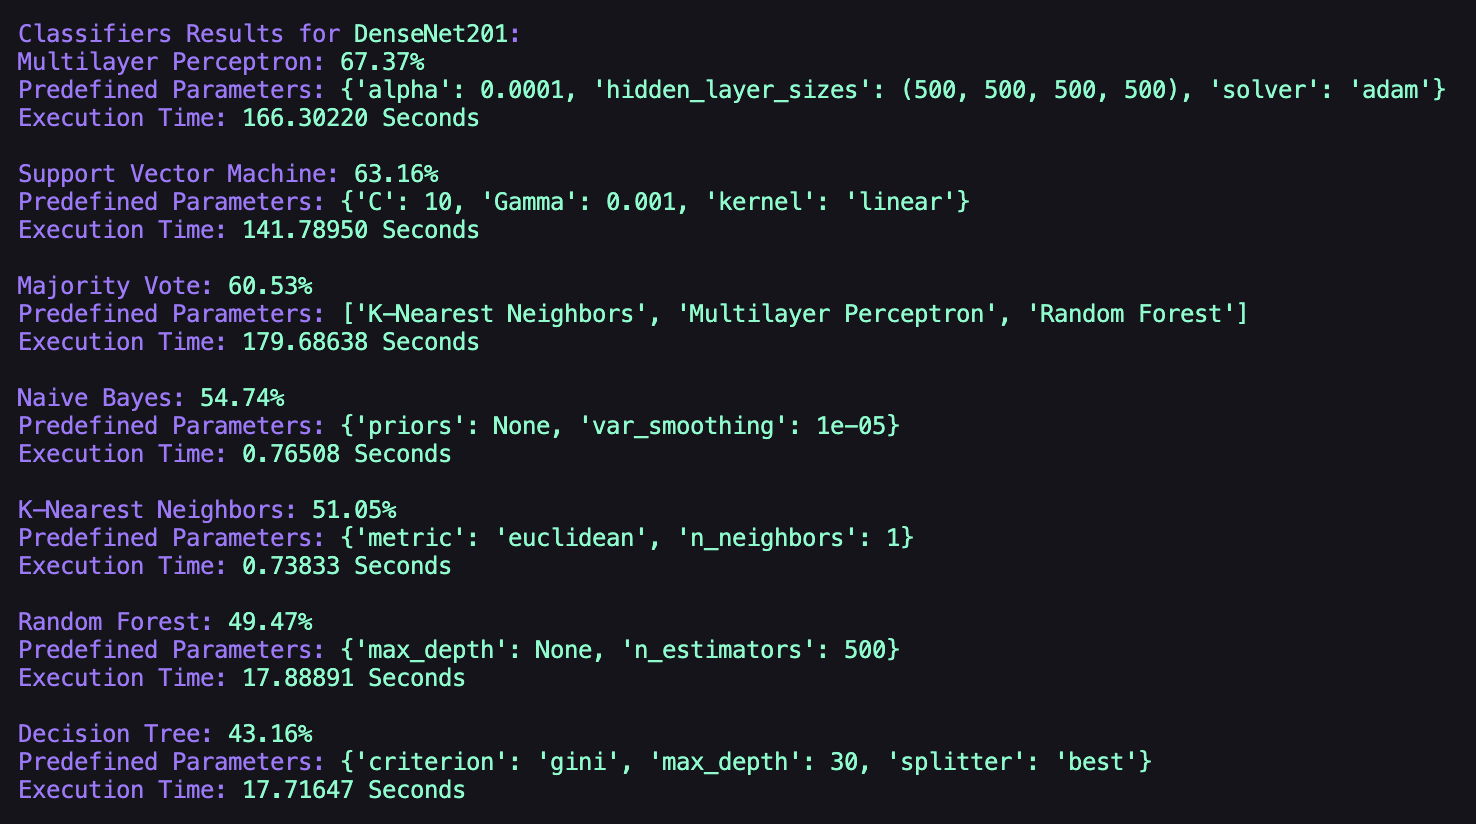 Classifiers Results for DenseNet201:
Multilayer Perceptron: 67.37%
Predefined Parameters: {'alpha': 0.0001, 'hidden_layer_sizes': (500, 500, 500, 500), 'solver': 'adam'}
Execution Time: 166.30220 Seconds

Support Vector Machine: 63.16%
Predefined Parameters: {'C': 10, 'Gamma': 0.001, 'kernel': 'linear'}
Execution Time: 141.78950 Seconds

Majority Vote: 60.53%
Predefined Parameters: ['K-Nearest Neighbors', 'Multilayer Perceptron', 'Random Forest']
Execution Time: 179.68638 Seconds

Naive Bayes: 54.74%
Predefined Parameters: {'priors': None, 'var_smoothing': 1e-05}
Execution Time: 0.76508 Seconds

K-Nearest Neighbors: 51.05%
Predefined Parameters: {'metric': 'euclidean', 'n_neighbors': 1}
Execution Time: 0.73833 Seconds

Random Forest: 49.47%
Predefined Parameters: {'max_depth': None, 'n_estimators': 500}
Execution Time: 17.88891 Seconds

Decision Tree: 43.16%
Predefined Parameters: {'criterion': 'gini', 'max_depth': 30, 'splitter': 'best'}
Execution Time: 17.71647 Seconds